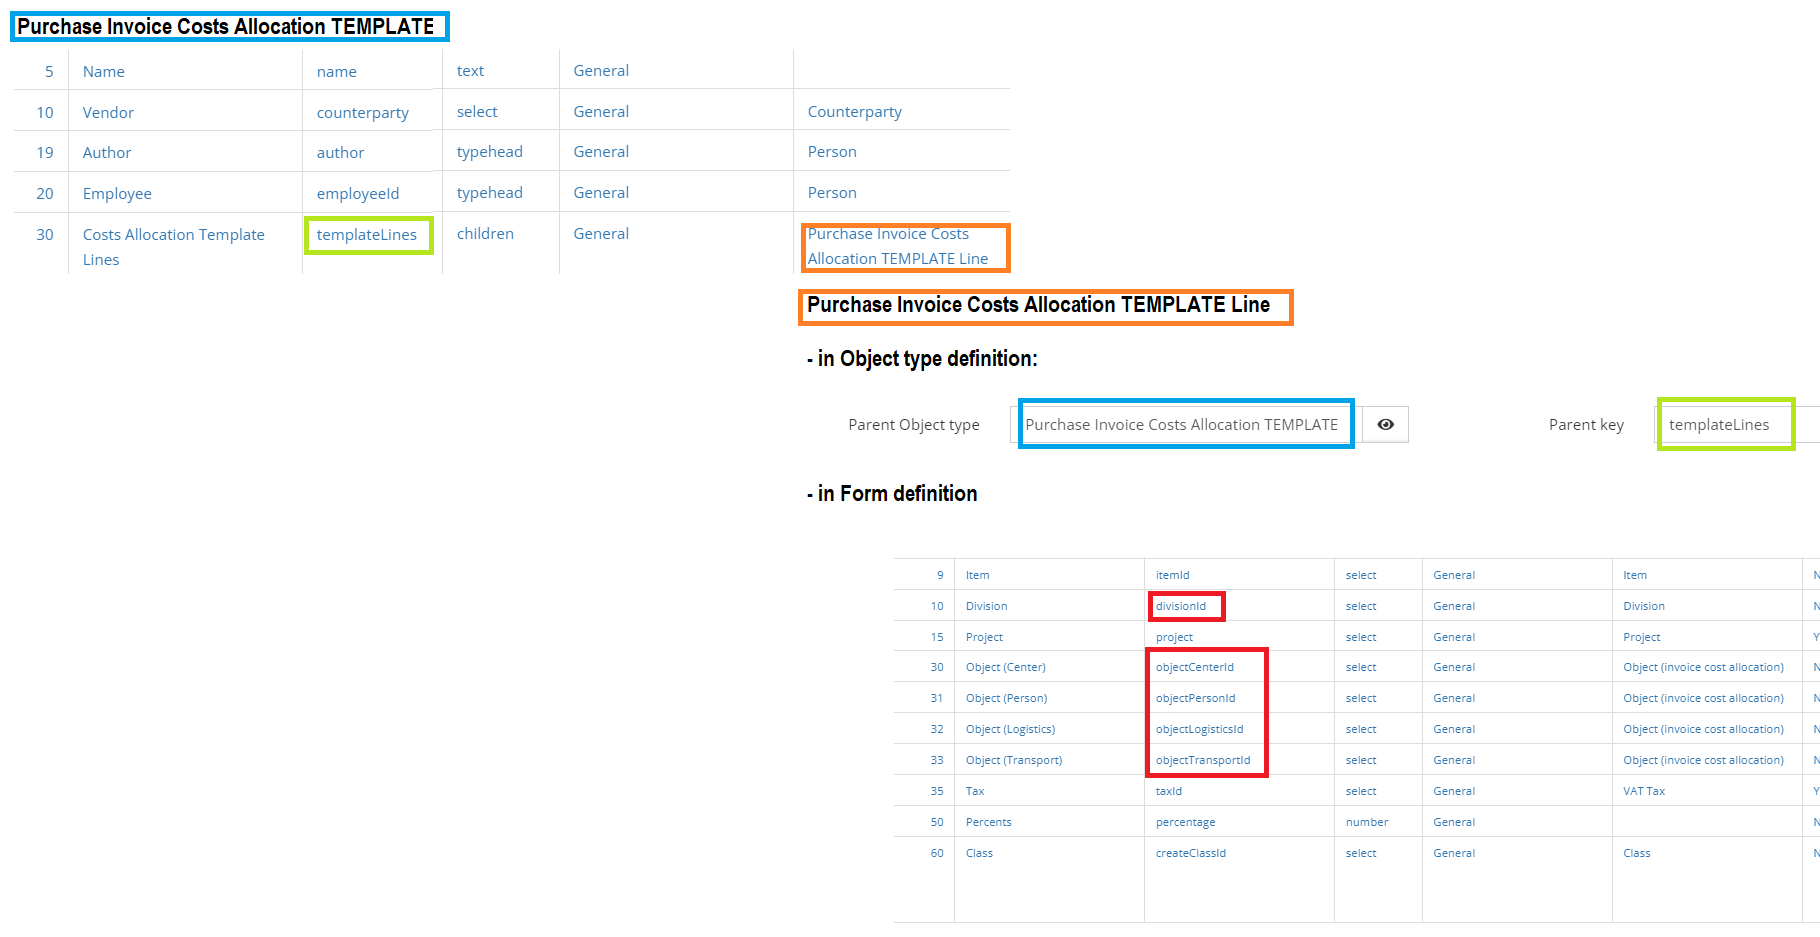 Purchase Invoice Costs Allocation TEMPLATE
5 Name name text General
10 Vendor counterparty select General Counterparty
19 Author author typehead General Person
20 Employee employeeId typehead General Person
30 Costs Allocation Template templateLines children General Purchase Invoice Costs
Lines Allocation TEMPLATE Line
Purchase Invoice Costs Allocation TEMPLATE Line
- in Object type definition:
Parent Object type Purchase Invoice Costs Allocation TEMPLATE Parent key templateLines
- in Form definition
9 Item itemId select General Item N
10 Division divisionId select General Division N
15 Project project select General Project Y
30 Object (Center) objectCenterId select General Object (invoice cost allocation) N
31 Object (Person) objectPersonId select General Object (invoice cost allocation) N
32 Object (Logistics) objectLogisticsId select General Object (invoice cost allocation) N
33 Object (Transport) objectTransportId select General Object (invoice cost allocation) N
35 Tax taxId select General VAT Tax Y
50 Percents percentage number General N
60 Class createClassId select General Class N